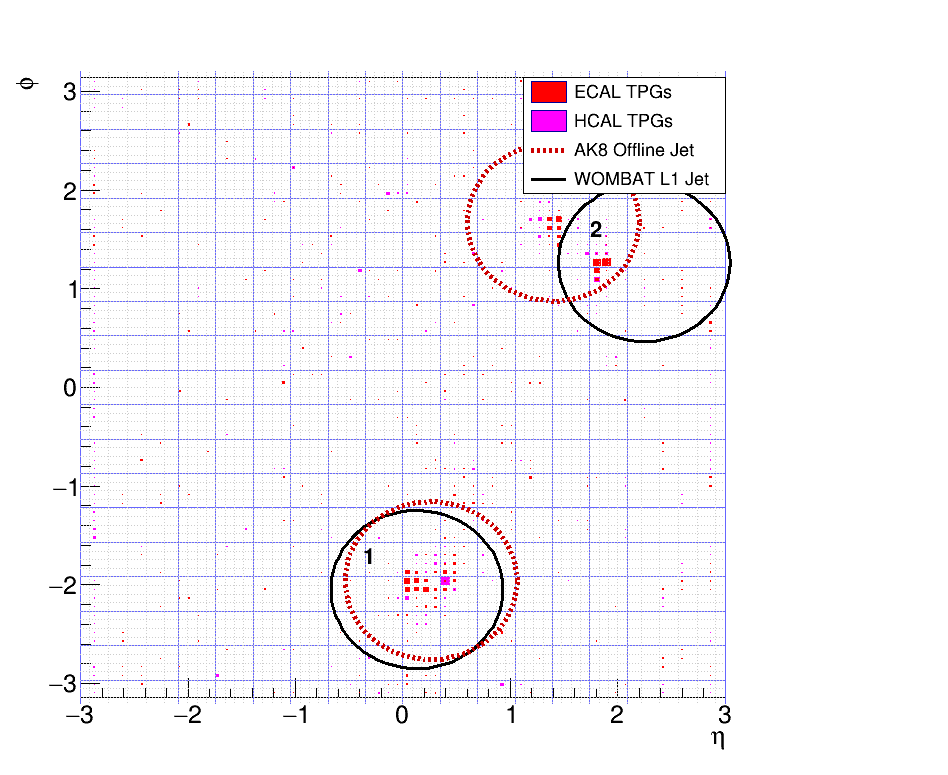 ϕ
3
2
1
0
−1
−2
−3
ECAL TPGs
HCAL TPGs
AK8 Offline Jet
WOMBAT L1 Jet
2
1
−3 −2 −1 0 1 2 3
η